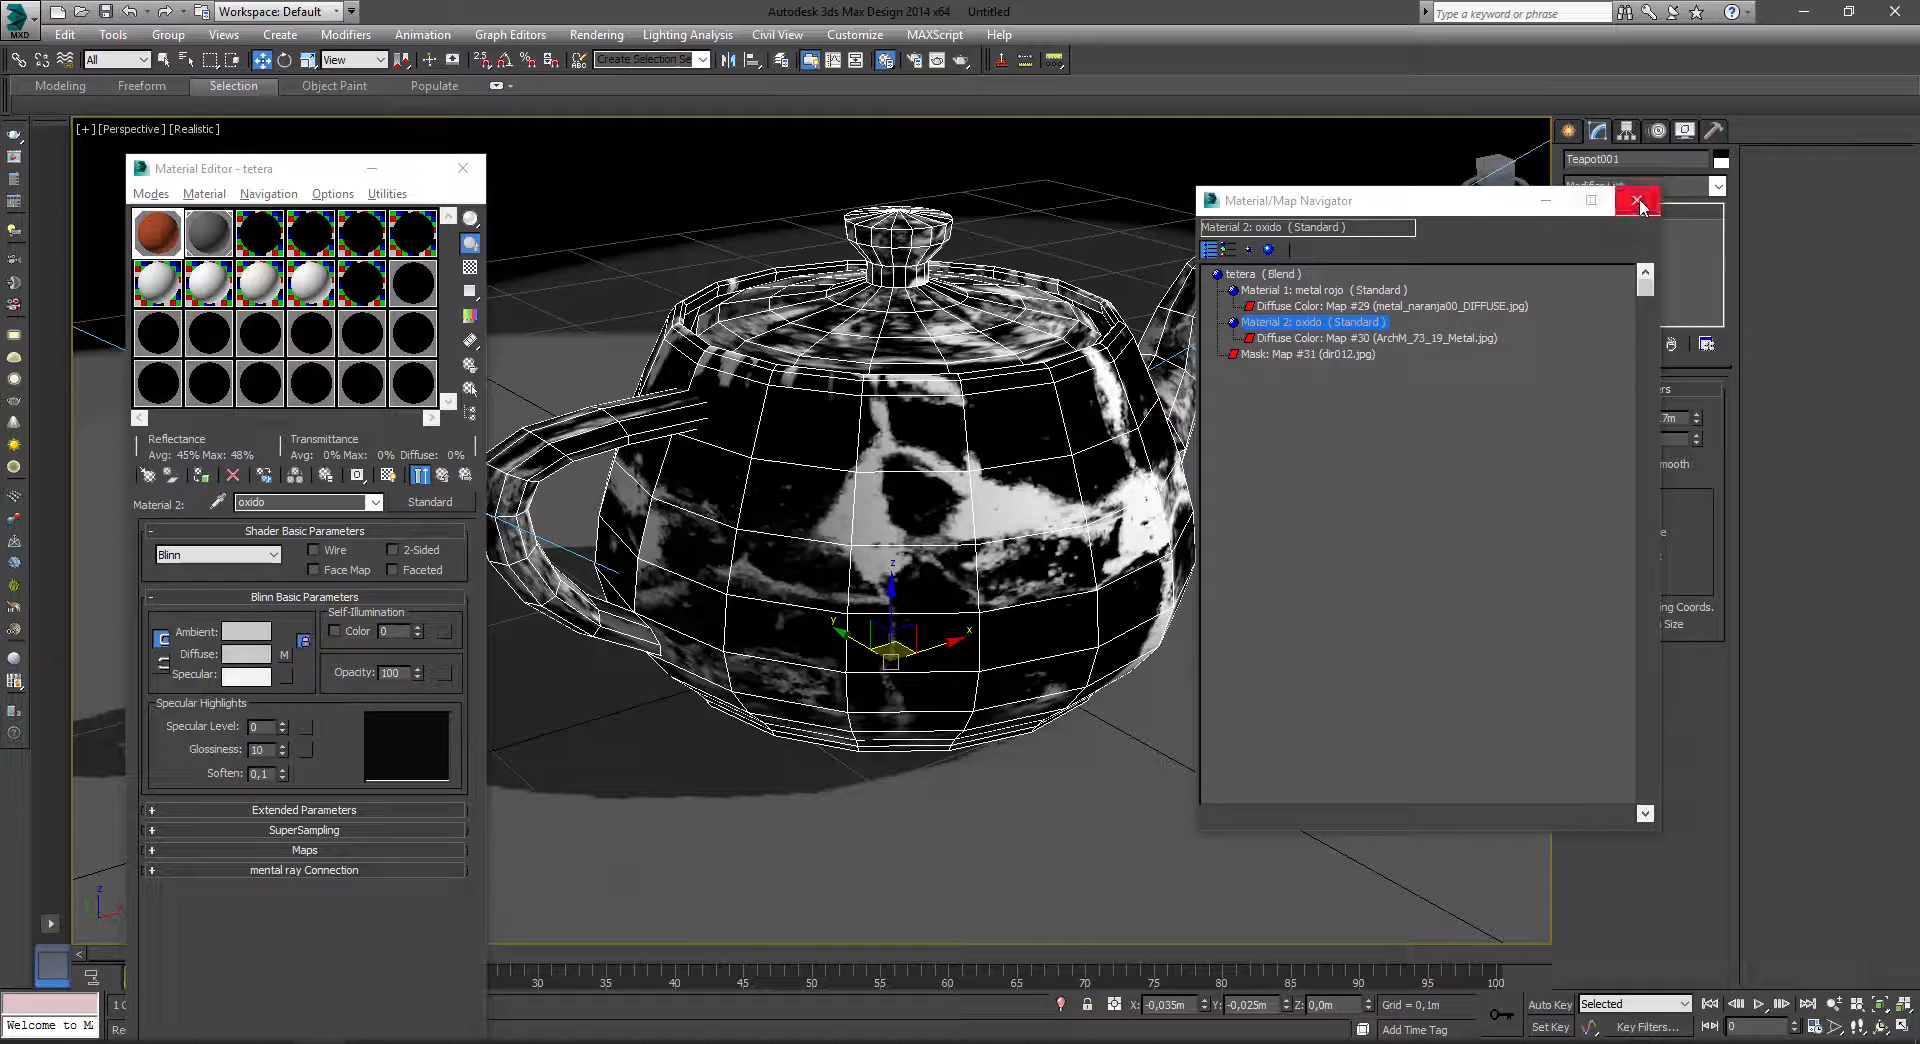 Workspace: Default
Autodesk 3ds Max Design 2014 x64 Untitled
Type a keyword or phrase
MXD
Edit Tools Group Views Create Modifiers Animation Graph Editors Rendering Lighting Analysis Civil View Customize MAXScript Help
All View Create Selection Se
Modeling Freeform Selection Object Paint Populate
[+] [Perspective] [Realistic]
Teapot001
Material Editor - tetera
Modes Material Navigation Options Utilities
Reflectance Transmittance
Avg: 45% Max: 48% Avg: 0% Max: 0% Diffuse: 0%
Material 2: oxido Standard
Shader Basic Parameters
Blinn Wire 2-Sided
Face Map Faceted
Blinn Basic Parameters
Self-Illumination
Ambient: Color 0
Diffuse: M
Specular: Opacity: 100
Specular Highlights
Specular Level: 0
Glossiness: 10
Soften: 0,1
+ Extended Parameters
+ SuperSampling
+ Maps
+ mental ray Connection
Material/Map Navigator
Material 2: oxido (Standard)
tetera (Blend)
Material 1: metal rojo (Standard)
Diffuse Color: Map #29 (metal_naranja00_DIFFUSE.jpg)
Material 2: oxido (Standard)
Diffuse Color: Map #30 (ArchM_73_19_Metal.jpg)
Mask: Map #31 (dir012.jpg)
ers
7m
mooth
ing Coords.
Size
z
y x
z
30 35 40 45 50 55 60 65 70 75 80 85 90 95 100
X: -0,035m Y: -0,025m Z: 0,0m Grid = 0,1m
Auto Key Selected
Welcome to M
Re
Add Time Tag
Set Key Key Filters... 0